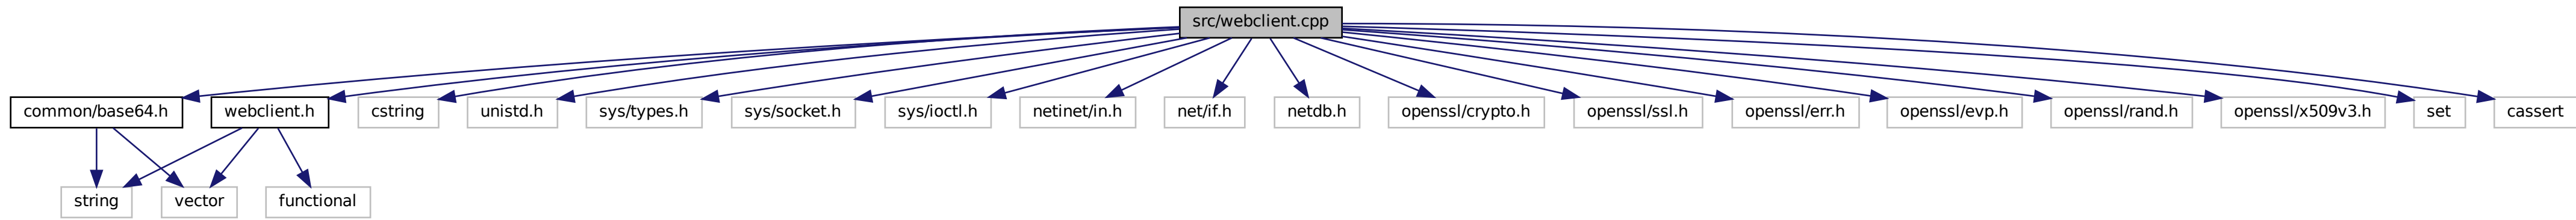 src/webclient.cpp
common/base64.h
webclient.h
cstring
unistd.h
sys/types.h
sys/socket.h
sys/ioctl.h
netinet/in.h
net/if.h
netdb.h
openssl/crypto.h
openssl/ssl.h
openssl/err.h
openssl/evp.h
openssl/rand.h
openssl/x509v3.h
set
cassert
string
vector
functional